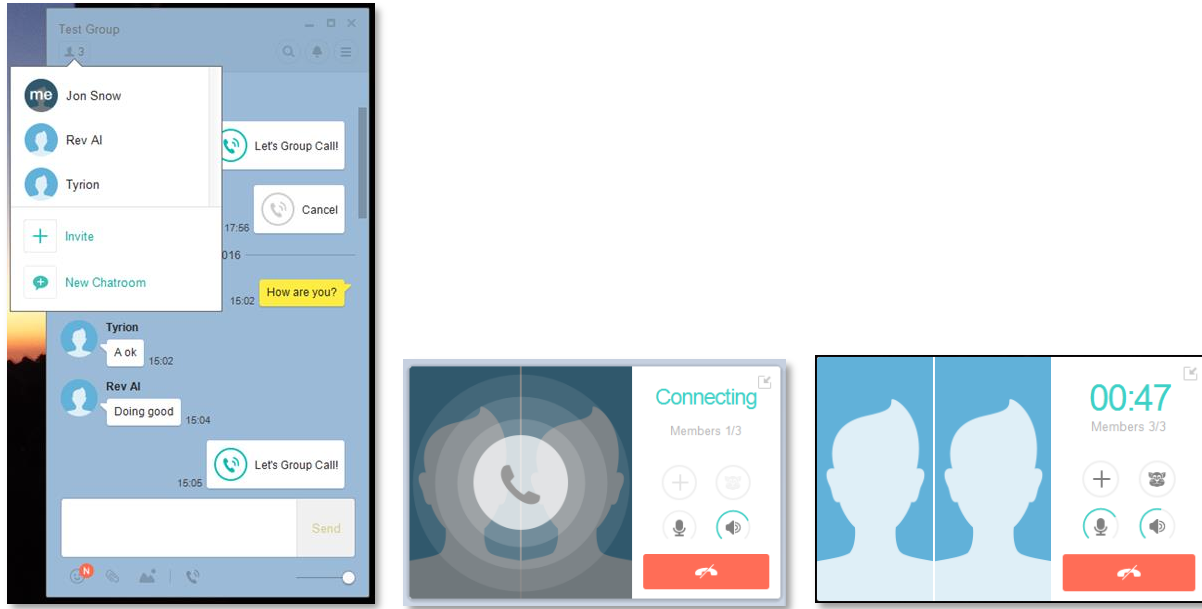 Test Group
3
me Jon Snow
Rev Al
Tyrion
Invite
New Chatroom
Let's Group Call!
Cancel
17:56
016
How are you?
15:02
Tyrion
A ok
15:02
Rev Al
Doing good
15:04
Let's Group Call!
15:05
Send
N
Connecting
Members 1/3
00:47
Members 3/3